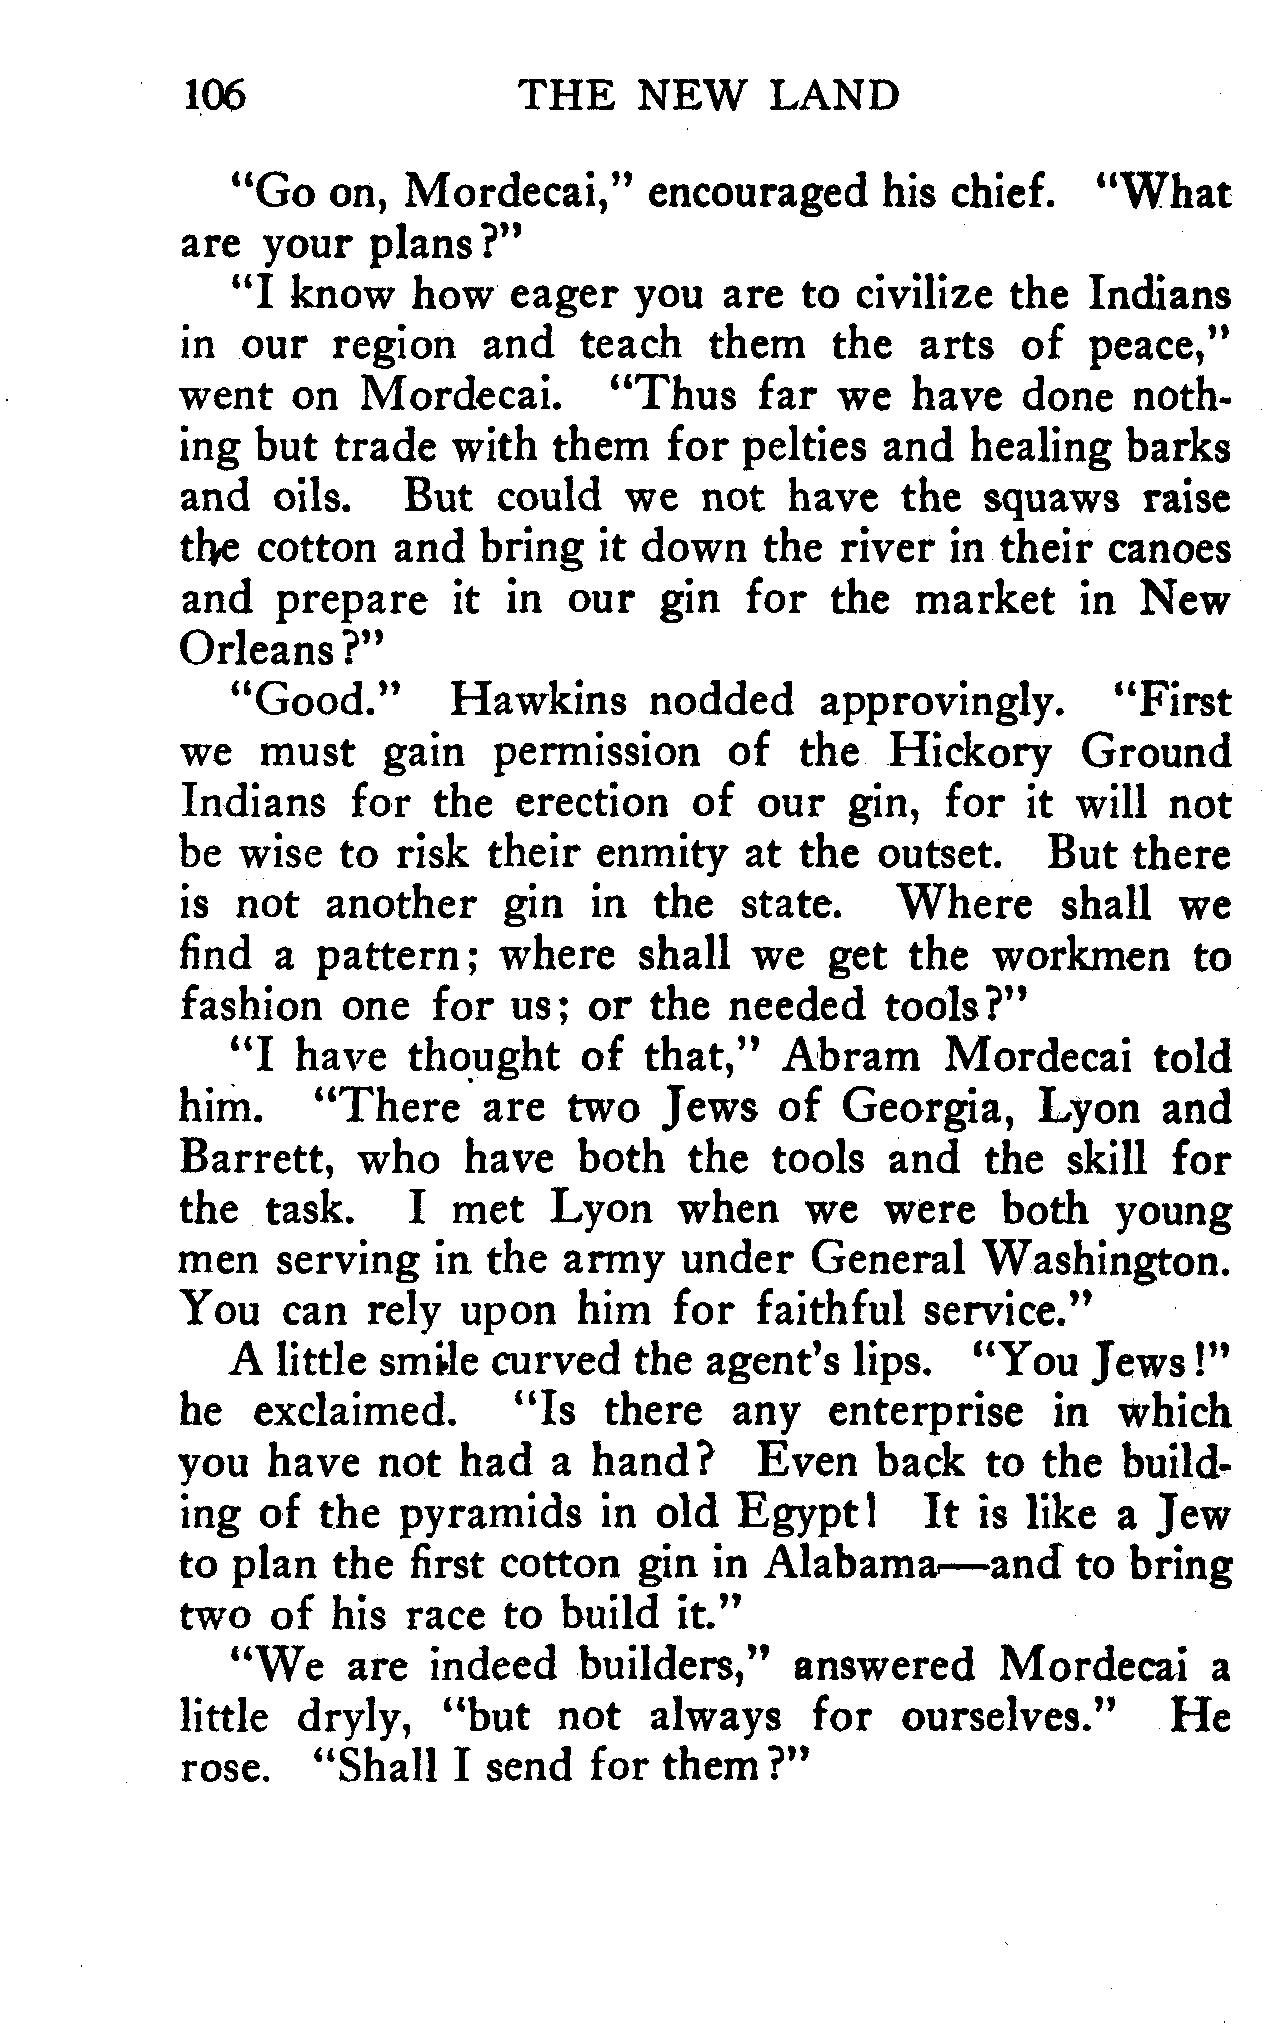 106 THE NEW LAND
“Go on, Mordecai,” encouraged his chief. “What
are your plans?”
“I know how eager you are to civilize the Indians
in our region and teach them the arts of peace,”
went on Mordecai. “Thus far we have done noth-
ing but trade with them for pelties and healing barks
and oils. But could we not have the squaws raise
the cotton and bring it down the river in their canoes
and prepare it in our gin for the market in New
Orleans?”
“Good.” Hawkins nodded approvingly. “First
we must gain permission of the Hickory Ground
Indians for the erection of our gin, for it will not
be wise to risk their enmity at the outset. But there
is not another gin in the state. Where shall we
find a pattern; where shall we get the workmen to
fashion one for us; or the needed tools?”
“I have thought of that,” Abram Mordecai told
him. “There are two Jews of Georgia, Lyon and
Barrett, who have both the tools and the skill for
the task. I met Lyon when we were both young
men serving in the army under General Washington.
You can rely upon him for faithful service.”
A little smile curved the agent’s lips. “You Jews!”
he exclaimed. “Is there any enterprise in which
you have not had a hand? Even back to the build-
ing of the pyramids in old Egypt! It is like a Jew
to plan the first cotton gin in Alabama—and to bring
two of his race to build it.”
“We are indeed builders,” answered Mordecai a
little dryly, “but not always for ourselves.” He
rose. “Shall I send for them?”